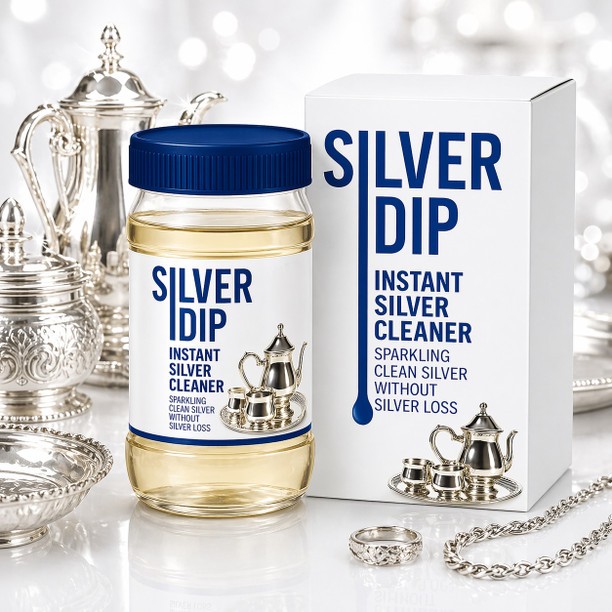 SILVER
DIP
INSTANT
SILVER
CLEANER
SPARKLING
CLEAN SILVER
WITHOUT
SILVER LOSS
SILVER
DIP
INSTANT
SILVER
CLEANER
SPARKLING
CLEAN SILVER
WITHOUT
SILVER LOSS